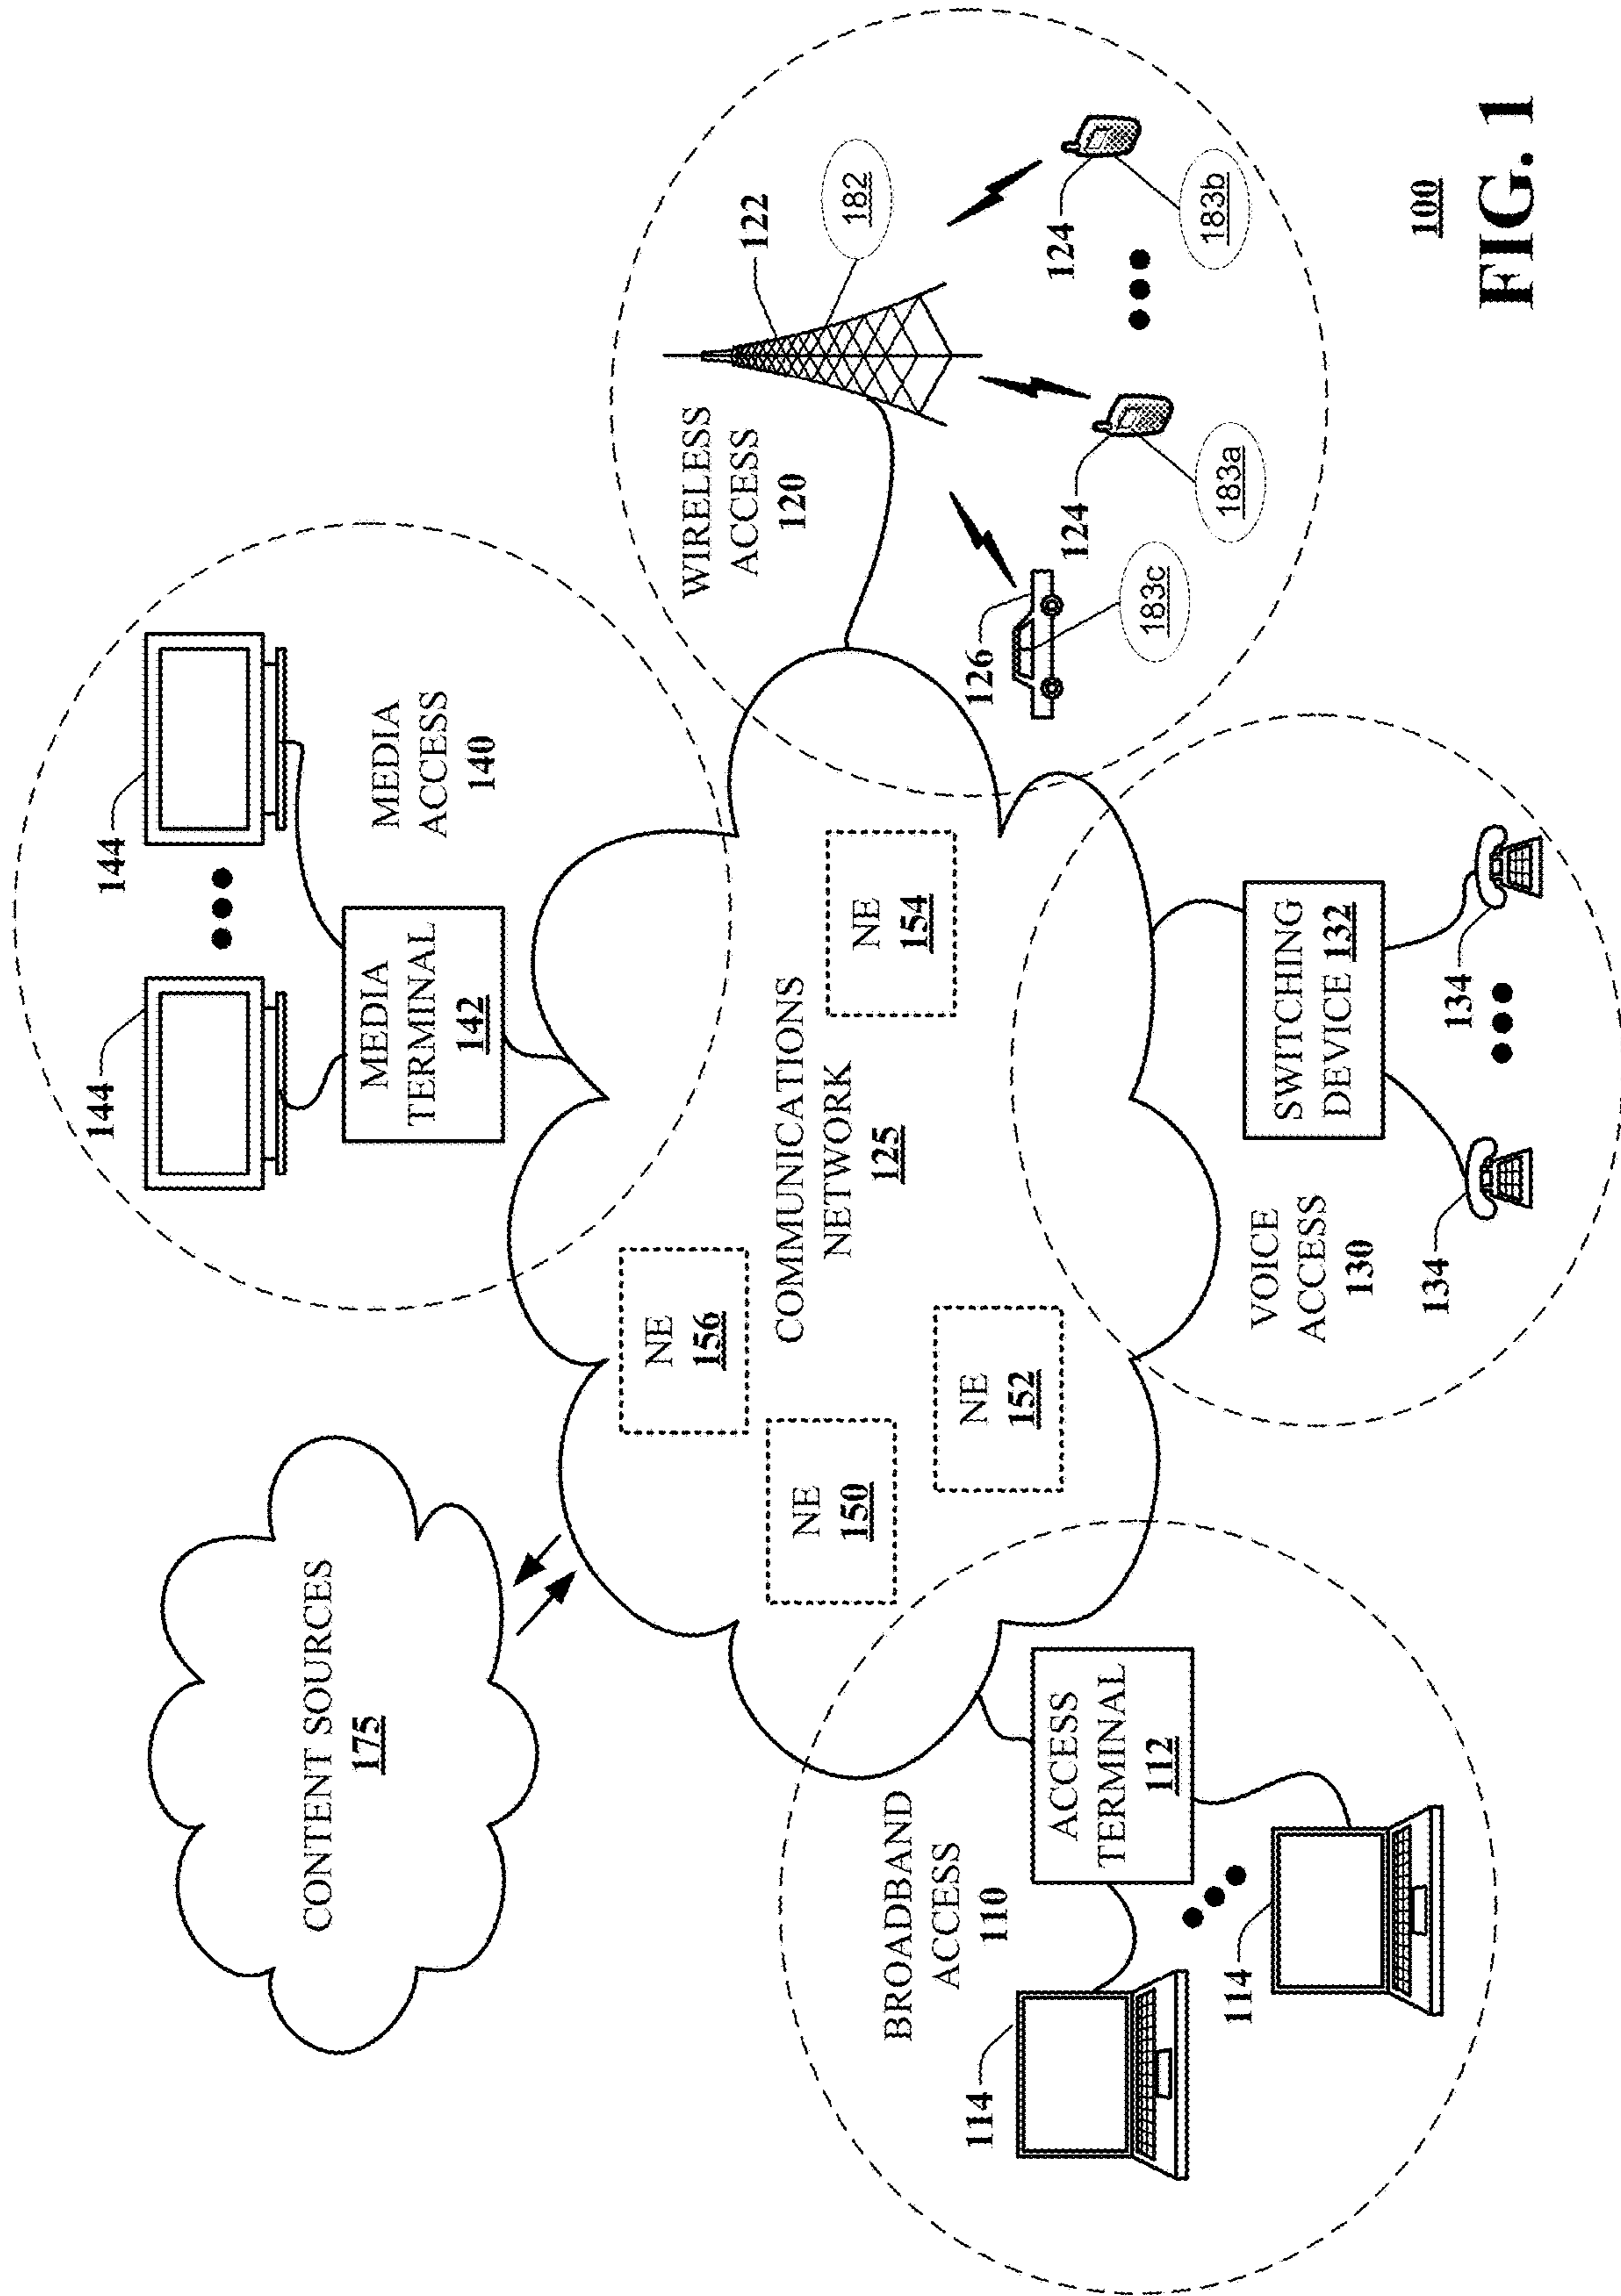 CONTENT SOURCES
175
144
144
MEDIA
TERMINAL
142
MEDIA
ACCESS
140
NE
156
NE
150
NE
152
COMMUNICATIONS
NETWORK
125
NE
154
WIRELESS
ACCESS
120
122
182
126
183c
124
183a
124
183b
BROADBAND
ACCESS
110
ACCESS
TERMINAL
112
114
114
VOICE
ACCESS
130
SWITCHING
DEVICE 132
134
134
100
FIG. 1